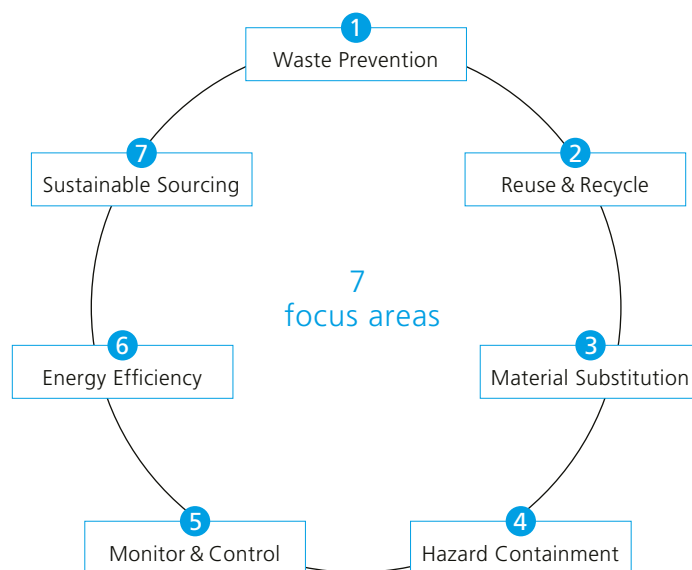 1
Waste Prevention
7
Sustainable Sourcing
2
Reuse & Recycle
7
focus areas
6
Energy Efficiency
3
Material Substitution
5
Monitor & Control
4
Hazard Containment